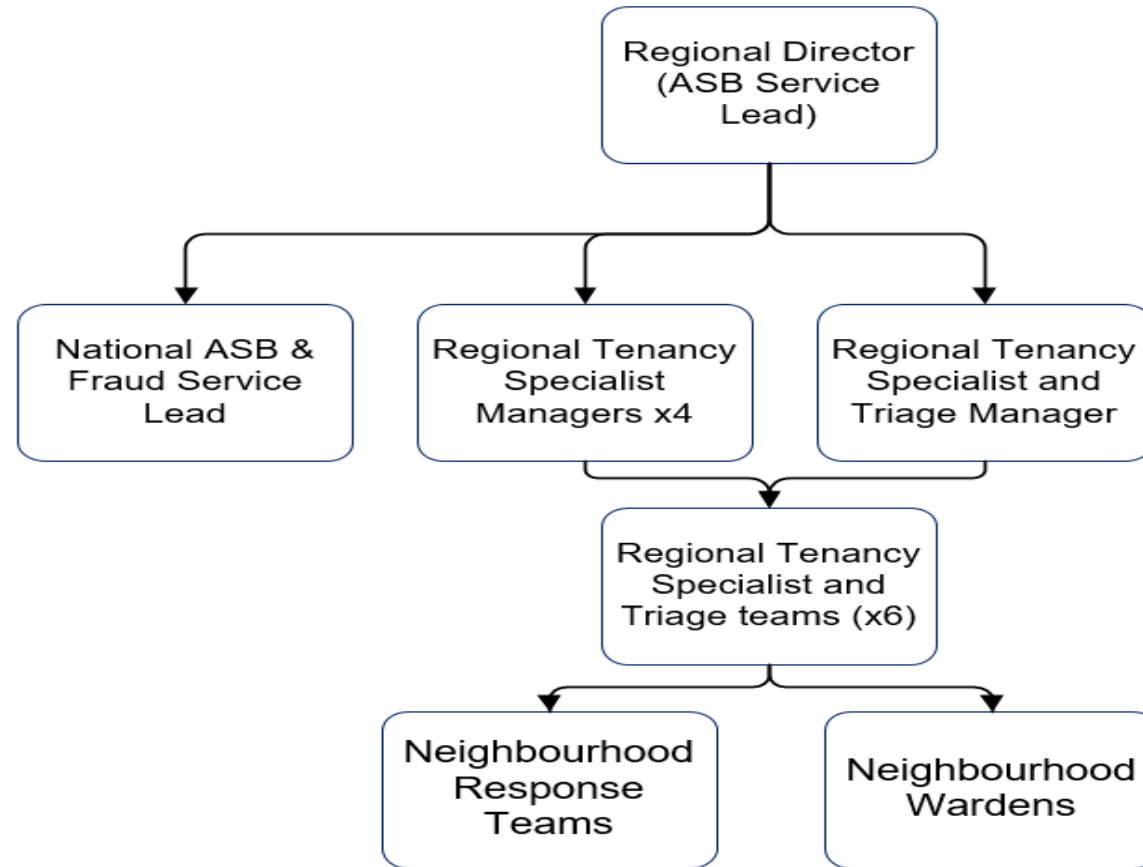 Regional Director
(ASB Service
Lead)
National ASB &
Fraud Service
Lead
Regional Tenancy
Specialist
Managers x4
Regional Tenancy
Specialist and
Triage Manager
Regional Tenancy
Specialist and
Triage teams (x6)
Neighbourhood
Response
Teams
Neighbourhood
Wardens